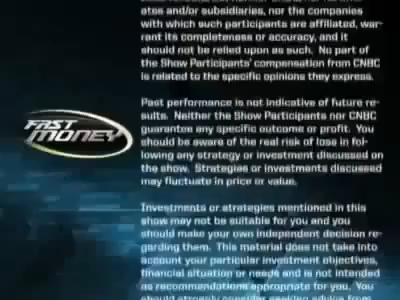 atos and/or subsidiaries, nor the companies
with which such participants are affiliated, war-
rant its completeness or accuracy, and it
should not be relied upon as such. No part of
the Show Participants' compensation from CNBC
is related to the specific opinions they express.
Past performance is not indicative of future re-
sults. Neither the Show Participants nor CNBC
guarantee any specific outcome or profit. You
should be aware of the real risk of loss in fol-
lowing any strategy or investment discussed on
the show. Strategies or investments discussed
may fluctuate in price or value.
FAST
MONEY
Investments or strategies mentioned in this
show may not be suitable for you and you
should make your own independent decision re-
garding them. This material does not take into
account your particular investment objectives,
financial situation or needs and is not intended
as recommendations appropriate for you. You
should strongly consider seeking advice from